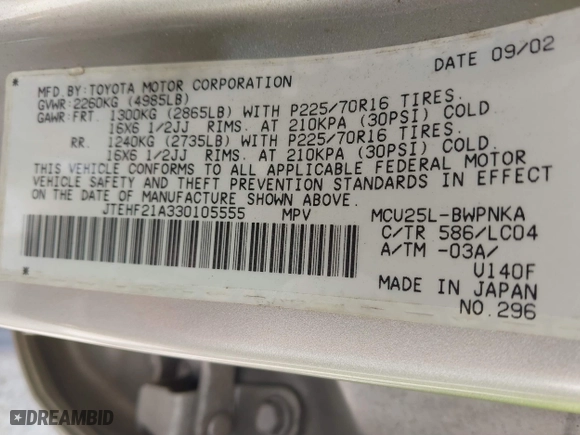 DATE 09/02
MFD.BY:TOYOTA MOTOR CORPORATION
GVWR:2260KG (4985LB)
GAWR:FRT. 1300KG (2865LB) WITH P225/70R16 TIRES.
16X6 1/2JJ RIMS. AT 210KPA (30PSI) COLD
RR. 1240KG (2735LB) WITH P225/70R16 TIRES.
16X6 1/2JJ RIMS. AT 210KPA (30PSI) COLD.
THIS VEHICLE CONFORMS TO ALL APPLICABLE FEDERAL MOTOR
VEHICLE SAFETY AND THEFT PREVENTION STANDARDS IN EFFECT
ON THE DATE OF MANUFACTURE SHOWN ABOVE.
JTEHF21A330105555 MPV MCU25L-BWPNKA
C/TR 586/LC04
A/TM -03A/
U140F
MADE IN JAPAN
NO.296
DREAMBID